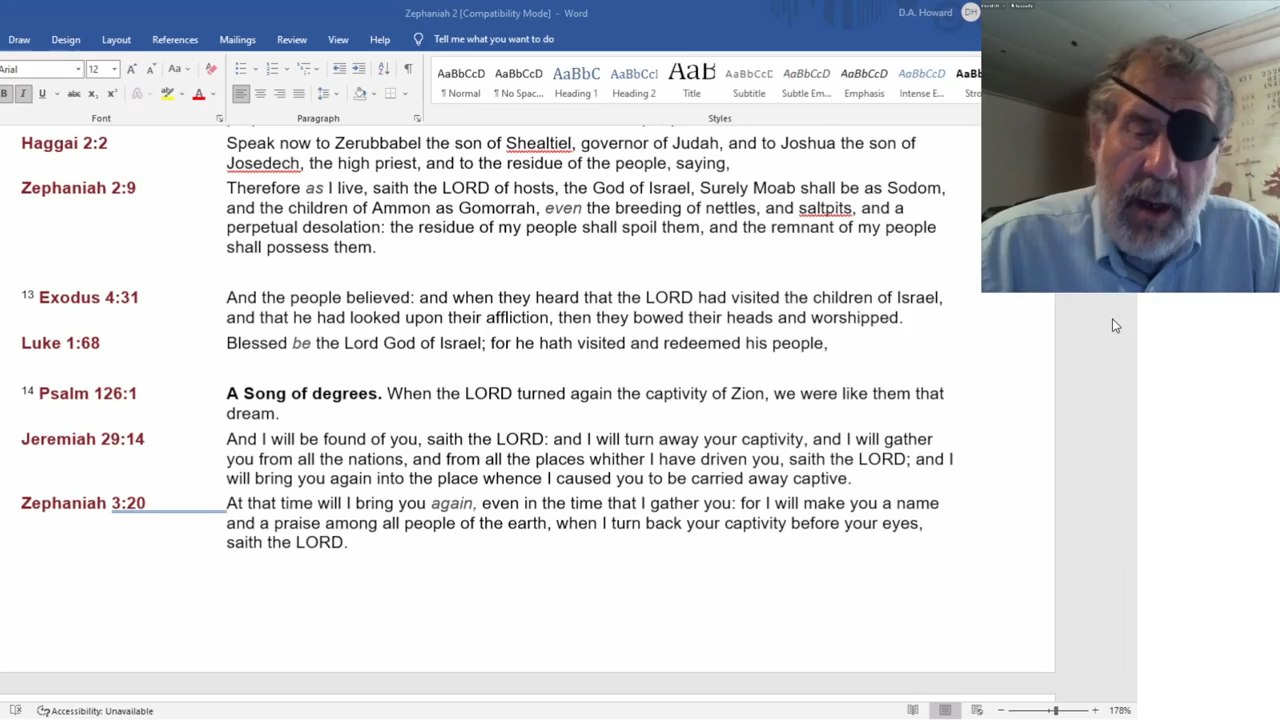 Zephaniah 2 [Compatibility Mode] - Word
D.A. Howard DH
Draw Design Layout References Mailings Review View Help Tell me what you want to do
Arial 12 A A Aa
B I U abc x₂ x² A A
AaBbCcD AaBbCcD AaBbC AaBbCcl AaB AaBbCcD AaBbCcD AaBbCcD AaBbCcD AaBb
¶ Normal ¶ No Spac... Heading 1 Heading 2 Title Subtitle Subtle Em... Emphasis Intense E... Stro
Font Paragraph Styles
Haggai 2:2 Speak now to Zerubbabel the son of Shealtiel, governor of Judah, and to Joshua the son of
Josedech, the high priest, and to the residue of the people, saying,
Zephaniah 2:9 Therefore as I live, saith the LORD of hosts, the God of Israel, Surely Moab shall be as Sodom,
and the children of Ammon as Gomorrah, even the breeding of nettles, and saltpits, and a
perpetual desolation: the residue of my people shall spoil them, and the remnant of my people
shall possess them.
13 Exodus 4:31 And the people believed: and when they heard that the LORD had visited the children of Israel,
and that he had looked upon their affliction, then they bowed their heads and worshipped.
Luke 1:68 Blessed be the Lord God of Israel; for he hath visited and redeemed his people,
14 Psalm 126:1 A Song of degrees. When the LORD turned again the captivity of Zion, we were like them that
dream.
Jeremiah 29:14 And I will be found of you, saith the LORD: and I will turn away your captivity, and I will gather
you from all the nations, and from all the places whither I have driven you, saith the LORD; and I
will bring you again into the place whence I caused you to be carried away captive.
Zephaniah 3:20 At that time will I bring you again, even in the time that I gather you: for I will make you a name
and a praise among all people of the earth, when I turn back your captivity before your eyes,
saith the LORD.
Accessibility: Unavailable
178%